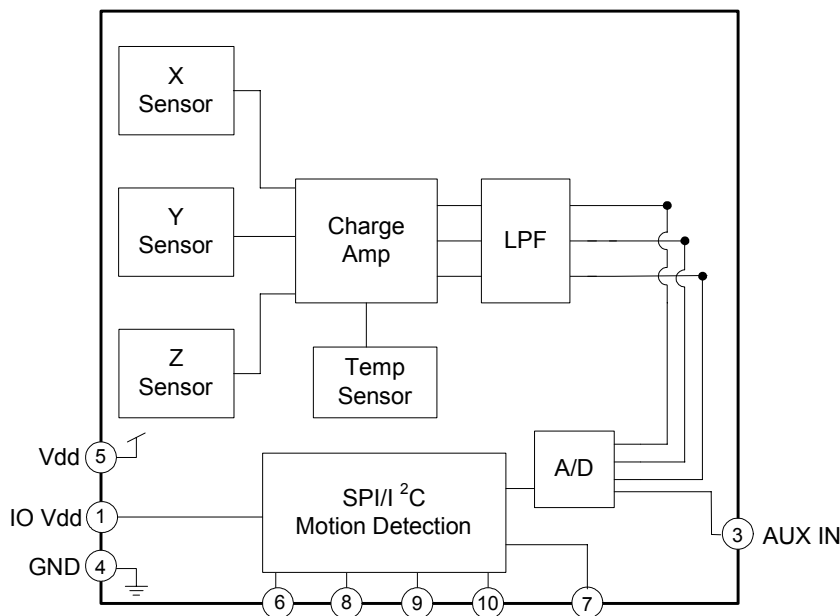 X
Sensor
Y
Sensor
Charge
Amp
LPF
Z
Sensor
Temp
Sensor
Vdd 5
A/D
SPI/I ²C
Motion Detection
IO Vdd 1
3 AUX IN
GND 4
6 8 9 10 7